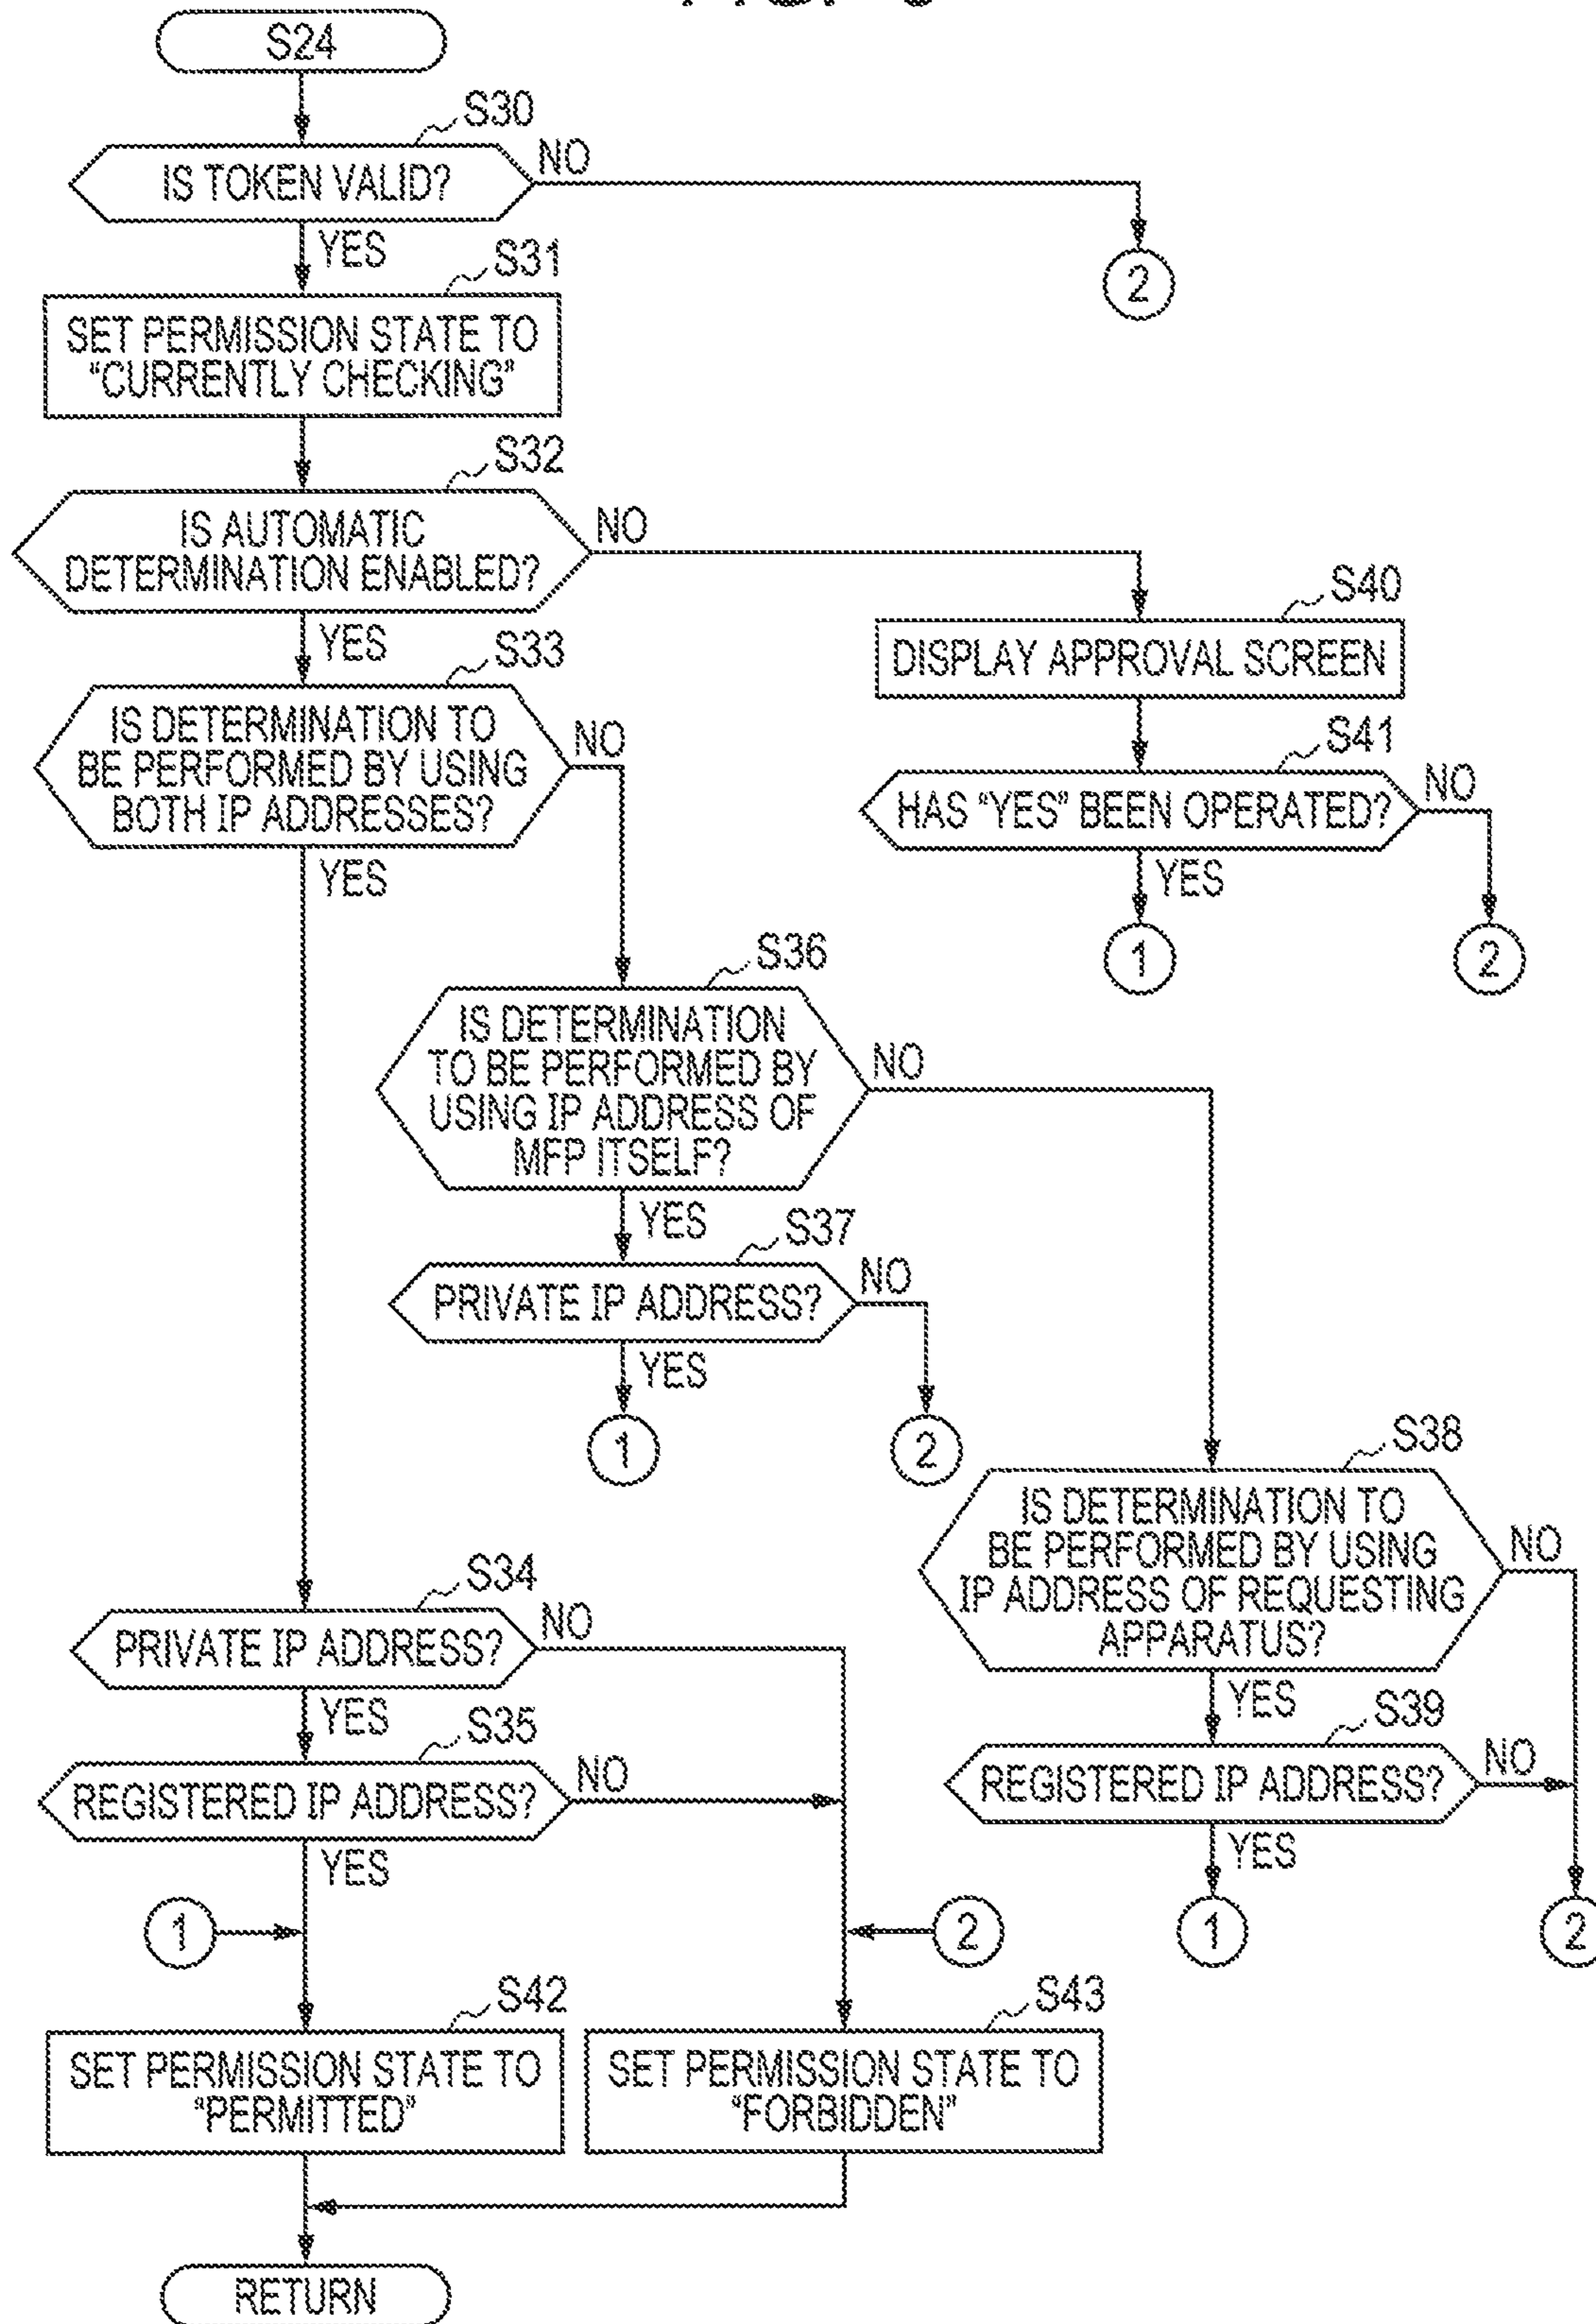 S24
S30
IS TOKEN VALID?
NO
YES
2
S31
SET PERMISSION STATE TO
"CURRENTLY CHECKING"
S32
IS AUTOMATIC
DETERMINATION ENABLED?
NO
YES
S40
DISPLAY APPROVAL SCREEN
S33
IS DETERMINATION TO
BE PERFORMED BY USING
BOTH IP ADDRESSES?
NO
YES
S41
HAS "YES" BEEN OPERATED?
NO
YES
1
2
S36
IS DETERMINATION
TO BE PERFORMED BY
USING IP ADDRESS OF
MFP ITSELF?
NO
YES
S37
PRIVATE IP ADDRESS?
NO
YES
1
2
S38
IS DETERMINATION TO
BE PERFORMED BY USING
IP ADDRESS OF REQUESTING
APPARATUS?
NO
YES
S34
PRIVATE IP ADDRESS?
NO
YES
S35
REGISTERED IP ADDRESS?
NO
YES
S39
REGISTERED IP ADDRESS?
NO
YES
1
2
1
2
S42
SET PERMISSION STATE TO
"PERMITTED"
S43
SET PERMISSION STATE TO
"FORBIDDEN"
RETURN